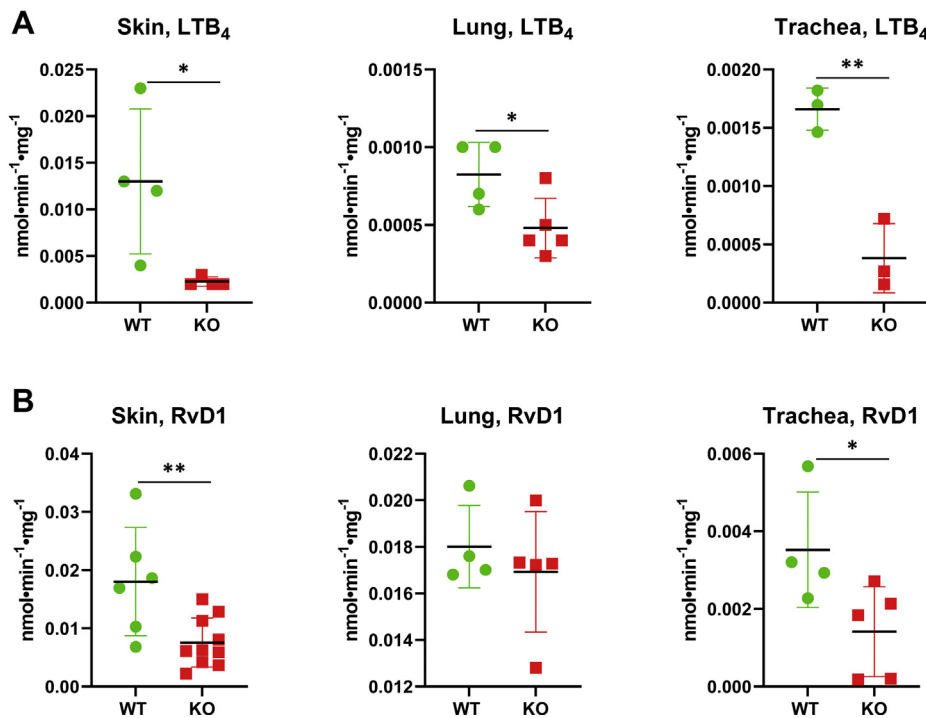 A
Skin, LTB₄
Lung, LTB₄
Trachea, LTB₄
nmol•min⁻¹•mg⁻¹
0.025
0.020
0.015
0.010
0.005
0.000
*
WT
KO
nmol•min⁻¹•mg⁻¹
0.0015
0.0010
0.0005
0.0000
*
WT
KO
nmol•min⁻¹•mg⁻¹
0.0020
0.0015
0.0010
0.0005
0.0000
**
WT
KO
B
Skin, RvD1
Lung, RvD1
Trachea, RvD1
nmol•min⁻¹•mg⁻¹
0.04
0.03
0.02
0.01
0.00
**
WT
KO
nmol•min⁻¹•mg⁻¹
0.022
0.020
0.018
0.016
0.014
0.012
WT
KO
nmol•min⁻¹•mg⁻¹
0.006
0.004
0.002
0.000
*
WT
KO